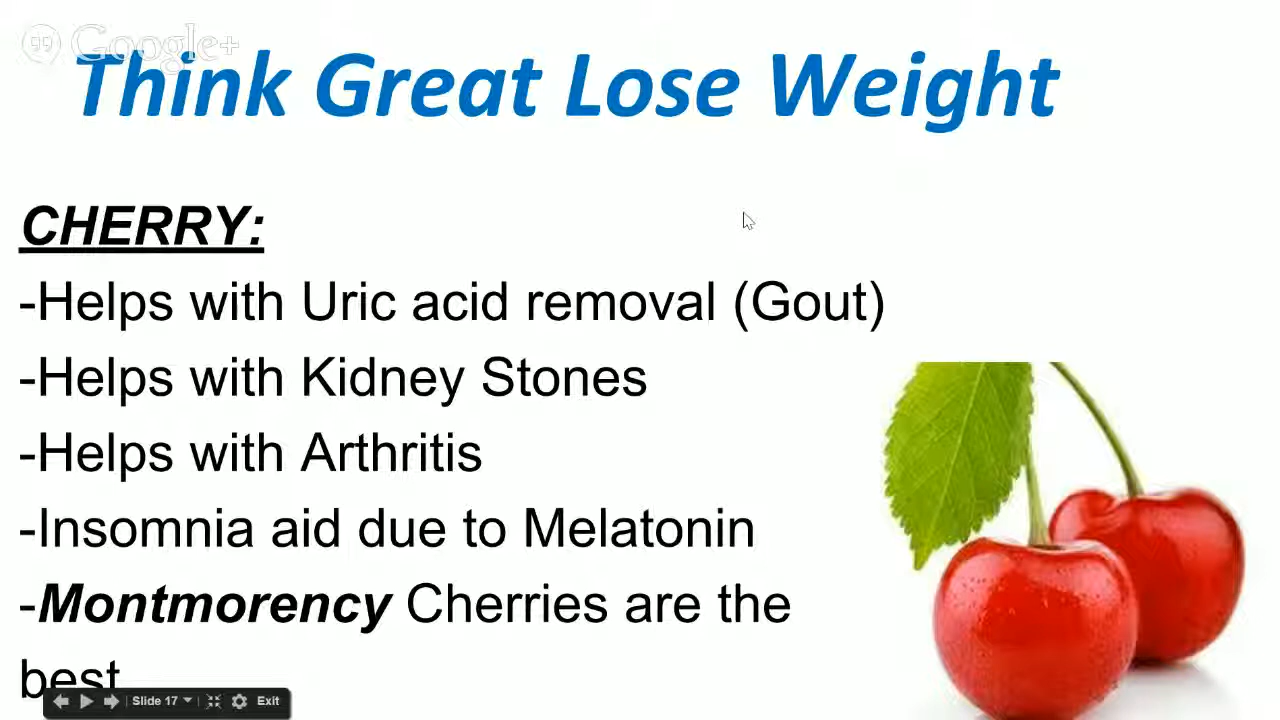 Google+
Think Great Lose Weight
CHERRY:
-Helps with Uric acid removal (Gout)
-Helps with Kidney Stones
-Helps with Arthritis
-Insomnia aid due to Melatonin
-Montmorency Cherries are the
best
Slide 17 Exit